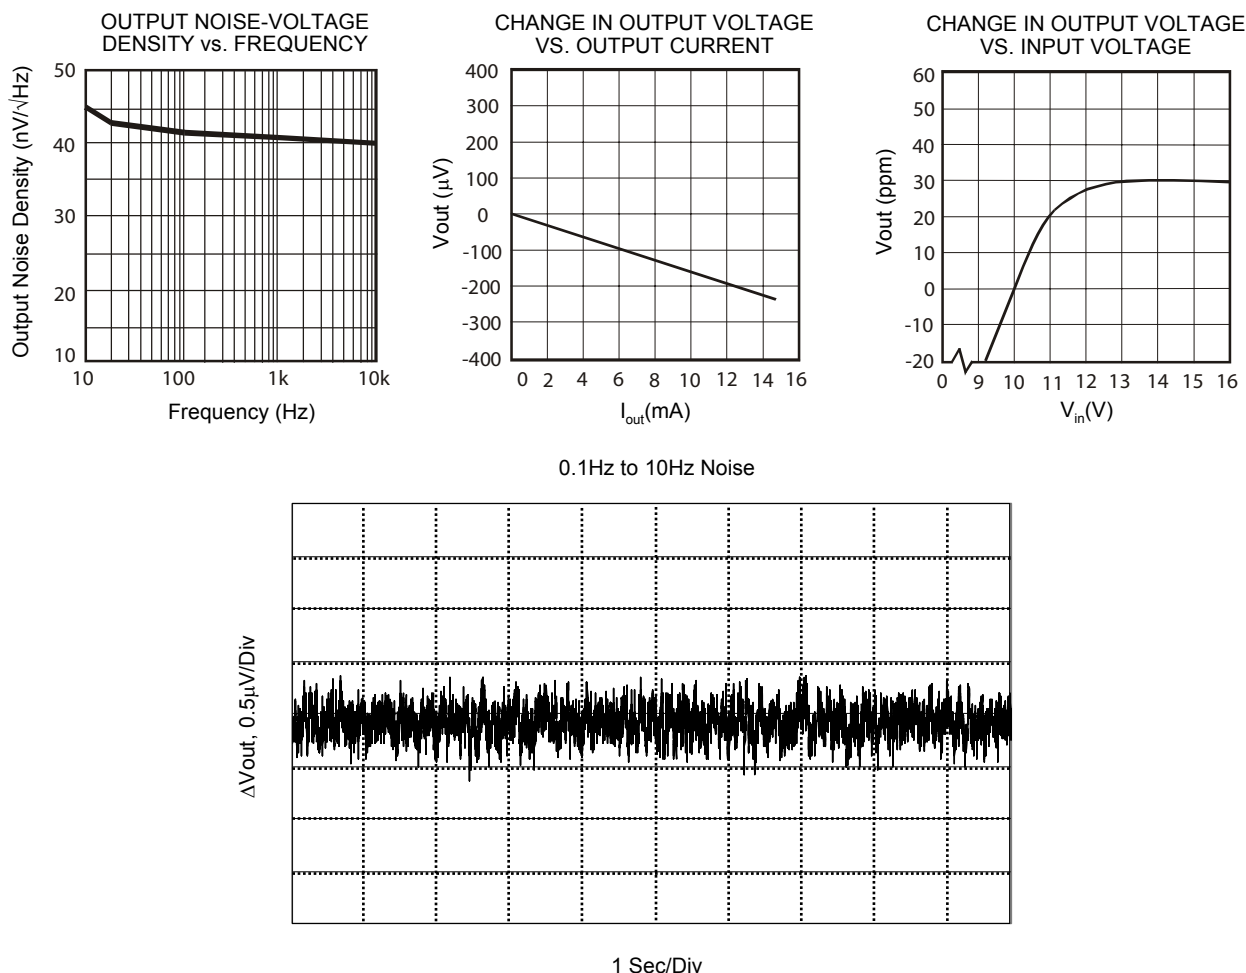 OUTPUT NOISE-VOLTAGE
DENSITY vs. FREQUENCY
Output Noise Density (nV/√Hz)
50
40
30
20
10
10 100 1k 10k
Frequency (Hz)
CHANGE IN OUTPUT VOLTAGE
VS. OUTPUT CURRENT
Vout (μV)
400
300
200
100
0
-100
-200
-300
-400
0 2 4 6 8 10 12 14 16
Iout(mA)
CHANGE IN OUTPUT VOLTAGE
VS. INPUT VOLTAGE
Vout (ppm)
60
50
40
30
20
10
0
-10
-20
0 9 10 11 12 13 14 15 16
Vin(V)
0.1Hz to 10Hz Noise
ΔVout, 0.5μV/Div
1 Sec/Div